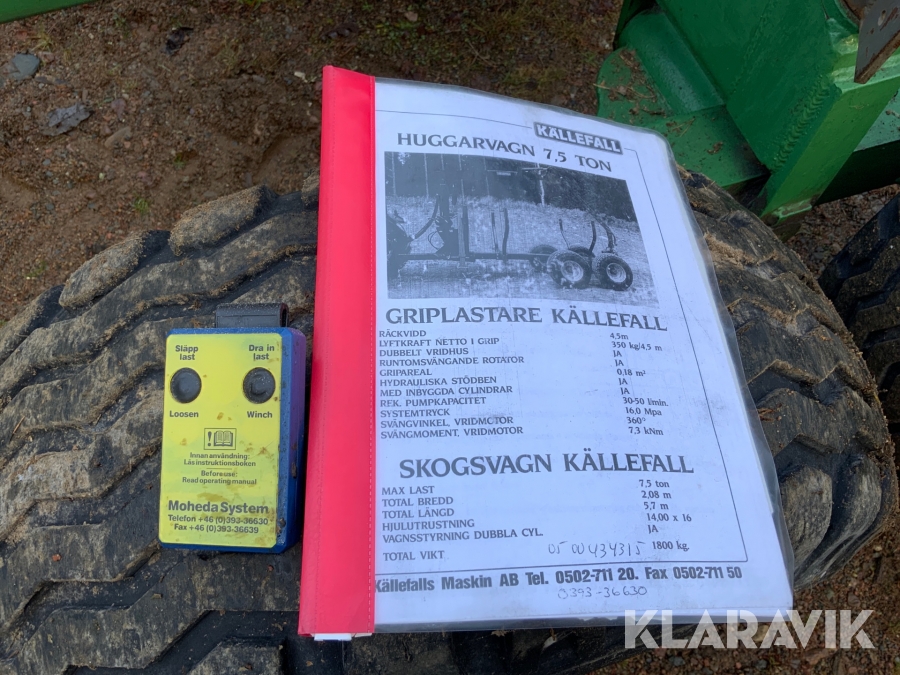 KÄLLEFALL
HUGGARVAGN 7,5 TON
GRIPLASTARE KÄLLEFALL
RÄCKVIDD 4,5m
LYFTKRAFT NETTO I GRIP 350 kg/4,5 m
DUBBELT VRIDHUS JA
RUNTOMSVÄNGANDE ROTATOR JA
GRIPAREAL 0,18 m²
HYDRAULISKA STÖDBEN JA
MED INBYGGDA CYLINDRAR JA
REK. PUMPKAPACITET 30-50 l/min.
SYSTEMTRYCK 16,0 Mpa
SVÄNGVINKEL, VRIDMOTOR 360°
SVÄNGMOMENT, VRIDMOTOR 7,3 kNm
SKOGSVAGN KÄLLEFALL
MAX LAST 7,5 ton
TOTAL BREDD 2,08 m
TOTAL LÄNGD 5,7 m
HJULUTRUSTNING 14,00 x 16
VAGNSSTYRNING DUBBLA CYL. JA
TOTAL VIKT 1800 kg.
Källefalls Maskin AB Tel. 0502-711 20. Fax 0502-711 50
0393-36630
Släpp last
Dra in last
Loosen
Winch
Innan användning:
Läs instruktionsboken
Before use:
Read operating manual
Moheda System
Telefon +46 (0)393-36630
Fax +46 (0)393-36639
KLARAVIK